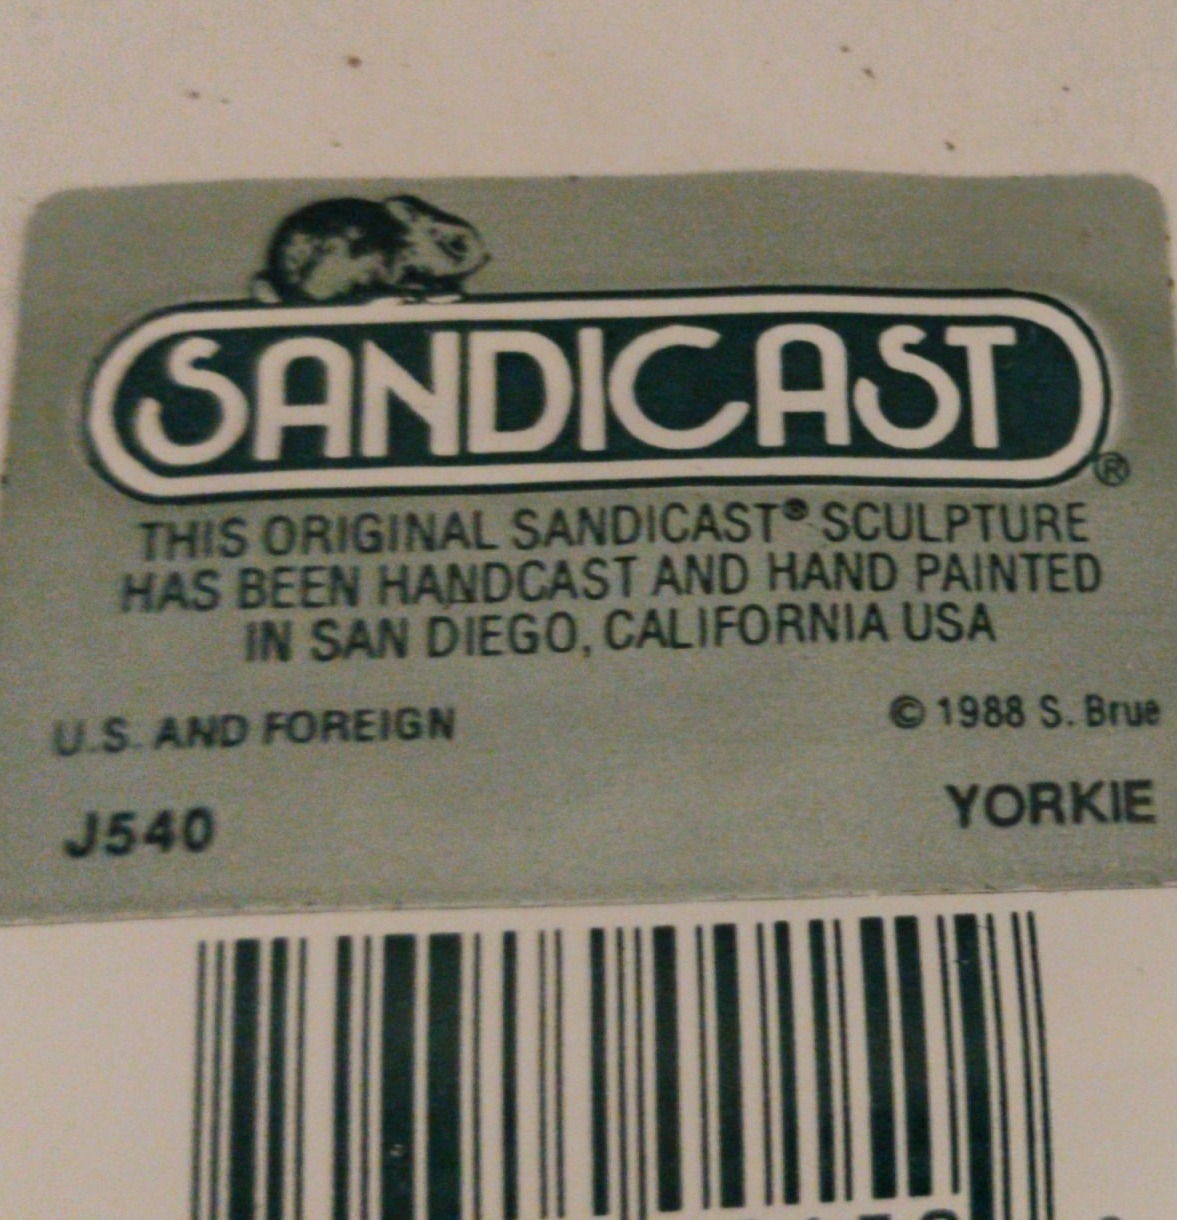 SANDICAST®
THIS ORIGINAL SANDICAST® SCULPTURE
HAS BEEN HANDCAST AND HAND PAINTED
IN SAN DIEGO, CALIFORNIA USA
U.S. AND FOREIGN © 1988 S. Brue
J540 YORKIE